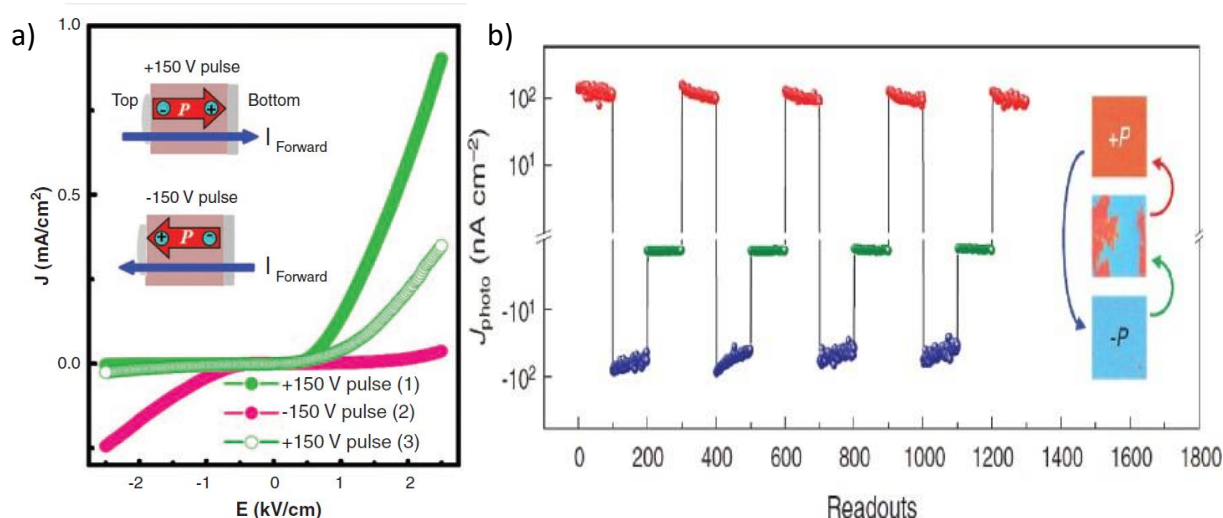 a)
1.0
0.5
0.0
J (mA/cm²)
+150 V pulse
Top
- P +
Bottom
I Forward
-150 V pulse
+ P -
I Forward
+150 V pulse (1)
-150 V pulse (2)
+150 V pulse (3)
-2 -1 0 1 2
E (kV/cm)
b)
10²
10¹
-10¹
-10²
Jphoto (nA cm⁻²)
+P
-P
0 200 400 600 800 1000 1200 1400 1600 1800
Readouts